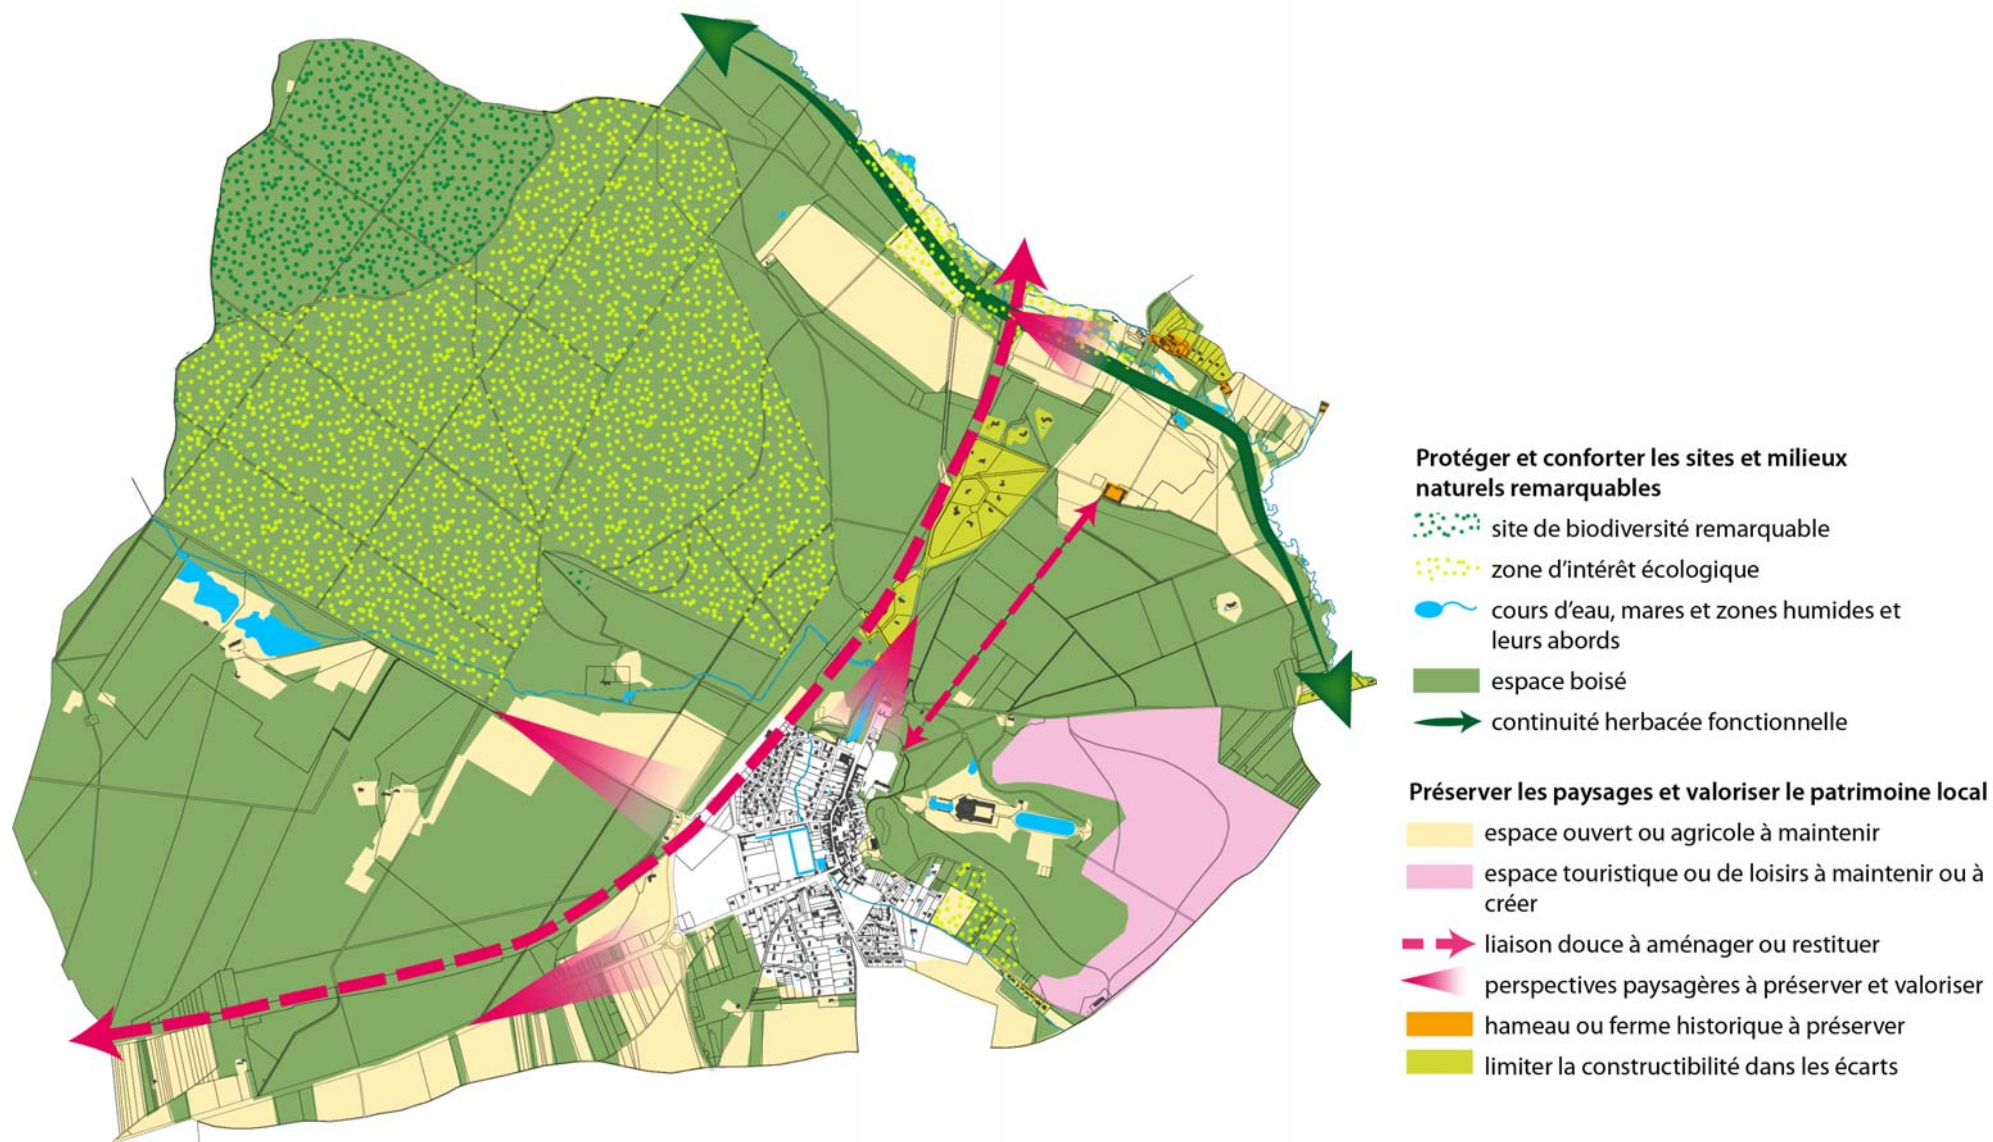 Protéger et conforter les sites et milieux
naturels remarquables
site de biodiversité remarquable
zone d'intérêt écologique
cours d'eau, mares et zones humides et
leurs abords
espace boisé
continuité herbacée fonctionnelle
Préserver les paysages et valoriser le patrimoine local
espace ouvert ou agricole à maintenir
espace touristique ou de loisirs à maintenir ou à
créer
liaison douce à aménager ou restituer
perspectives paysagères à préserver et valoriser
hameau ou ferme historique à préserver
limiter la constructibilité dans les écarts